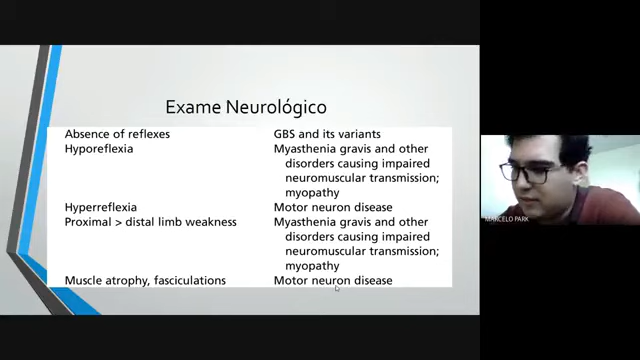 Exame Neurológico
Absence of reflexes GBS and its variants
Hyporeflexia Myasthenia gravis and other
disorders causing impaired
neuromuscular transmission;
myopathy
Hyperreflexia Motor neuron disease
Proximal > distal limb weakness Myasthenia gravis and other
disorders causing impaired
neuromuscular transmission;
myopathy
Muscle atrophy, fasciculations Motor neuron disease
MARCELO PARK